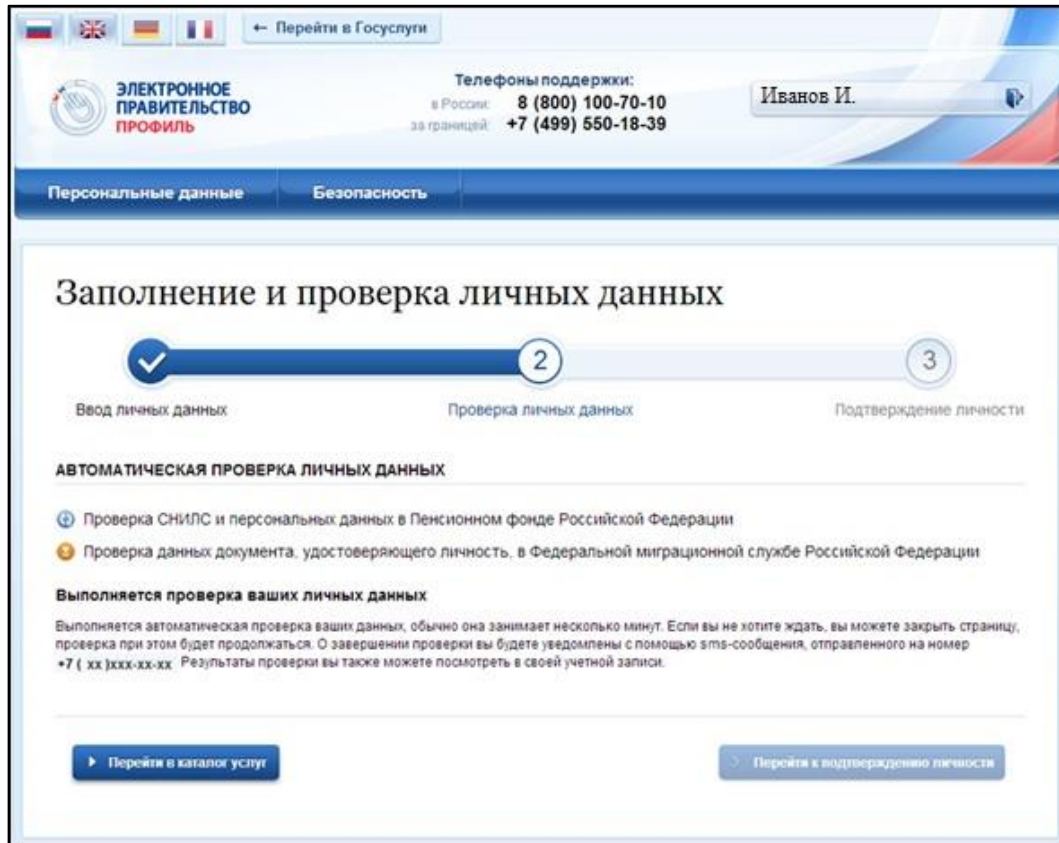 ← Перейти в Госуслуги
ЭЛЕКТРОННОЕ
ПРАВИТЕЛЬСТВО
ПРОФИЛЬ
Телефоны поддержки:
в России: 8 (800) 100-70-10
за границей: +7 (499) 550-18-39
Иванов И.
Персональные данные Безопасность
Заполнение и проверка личных данных
2 3
Ввод личных данных Проверка личных данных Подтверждение личности
АВТОМАТИЧЕСКАЯ ПРОВЕРКА ЛИЧНЫХ ДАННЫХ
Проверка СНИЛС и персональных данных в Пенсионном фонде Российской Федерации
Проверка данных документа, удостоверяющего личность, в Федеральной миграционной службе Российской Федерации
Выполняется проверка ваших личных данных
Выполняется автоматическая проверка ваших данных, обычно она занимает несколько минут. Если вы не хотите ждать, вы можете закрыть страницу,
проверка при этом будет продолжаться. О завершении проверки вы будете уведомлены с помощью sms-сообщения, отправленного на номер
+7 ( xx )xxx-xx-xx Результаты проверки вы также можете посмотреть в своей учетной записи.
Перейти в каталог услуг Перейти к подтверждению личности